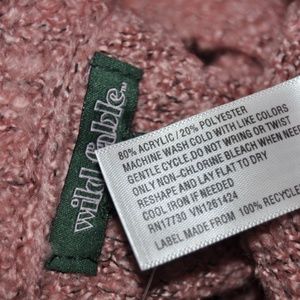 wild fable™
80% ACRYLIC / 20% POLYESTER
MACHINE WASH COLD WITH LIKE COLORS
GENTLE CYCLE, DO NOT WRING OR TWIST
ONLY NON-CHLORINE BLEACH WHEN NEE
RESHAPE AND LAY FLAT TO DRY
COOL IRON IF NEEDED
RN17730 VN1261424
LABEL MADE FROM 100% RECYCLE